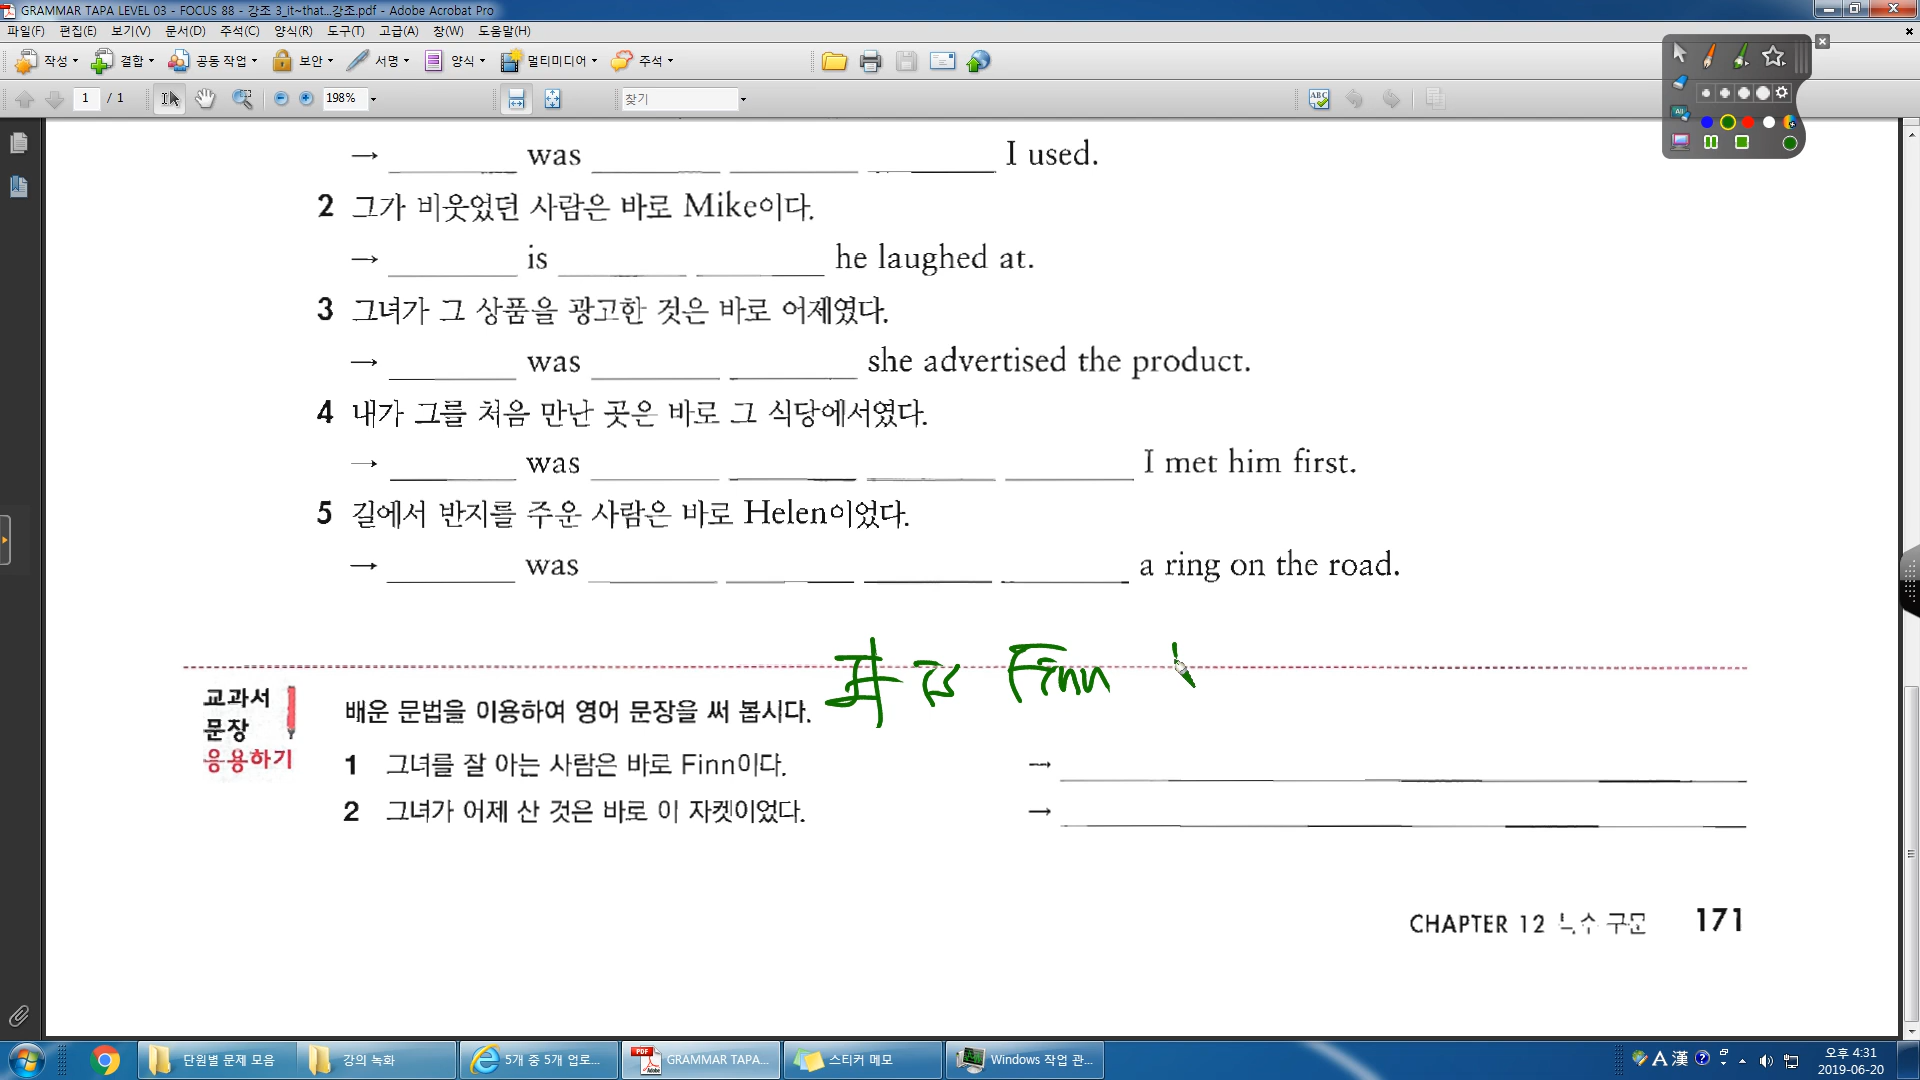 GRAMMAR TAPA LEVEL 03 - FOCUS 88 - 강조 3_it~that...강조.pdf - Adobe Acrobat Pro
파일(F) 편집(E) 보기(V) 문서(D) 주석(C) 양식(R) 도구(T) 고급(A) 창(W) 도움말(H)
작성 결합 공동 작업 보안 서명 양식 멀티미디어 주석
1 / 1 198% 찾기
→ was I used.
2 그가 비웃었던 사람은 바로 Mike이다.
→ is he laughed at.
3 그녀가 그 상품을 광고한 것은 바로 어제였다.
→ was she advertised the product.
4 내가 그를 처음 만난 곳은 바로 그 식당에서였다.
→ was I met him first.
5 길에서 반지를 주운 사람은 바로 Helen이었다.
→ was a ring on the road.
It is Finn
교과서
문장
응용하기
배운 문법을 이용하여 영어 문장을 써 봅시다.
1 그녀를 잘 아는 사람은 바로 Finn이다. →
2 그녀가 어제 산 것은 바로 이 자켓이었다. →
CHAPTER 12 구문 171
단원별 문제 모음 강의 녹화 5개 중 5개 업로... GRAMMAR TAPA... 스티커 메모 Windows 작업 관... A 漢 오후 4:31
2019-06-20